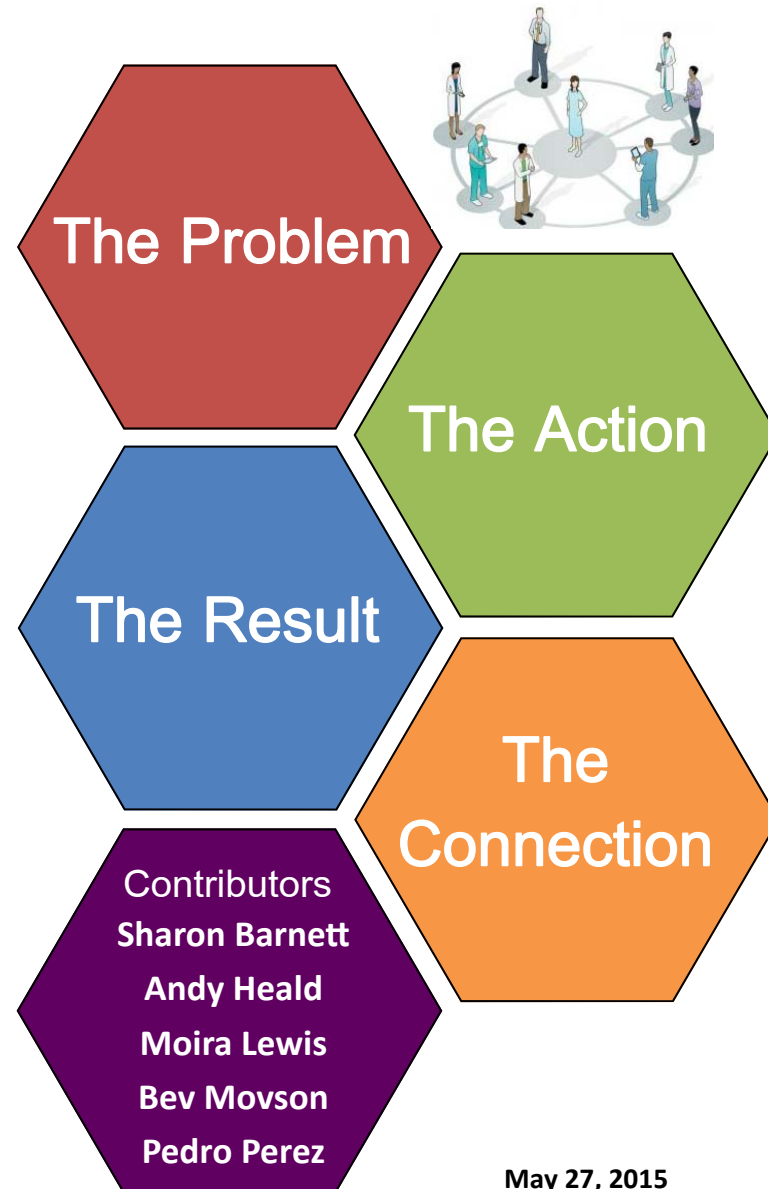 The Problem
The Action
The Result
The
Connection
Contributors
Sharon Barnett
Andy Heald
Moira Lewis
Bev Movson
Pedro Perez
May 27, 2015